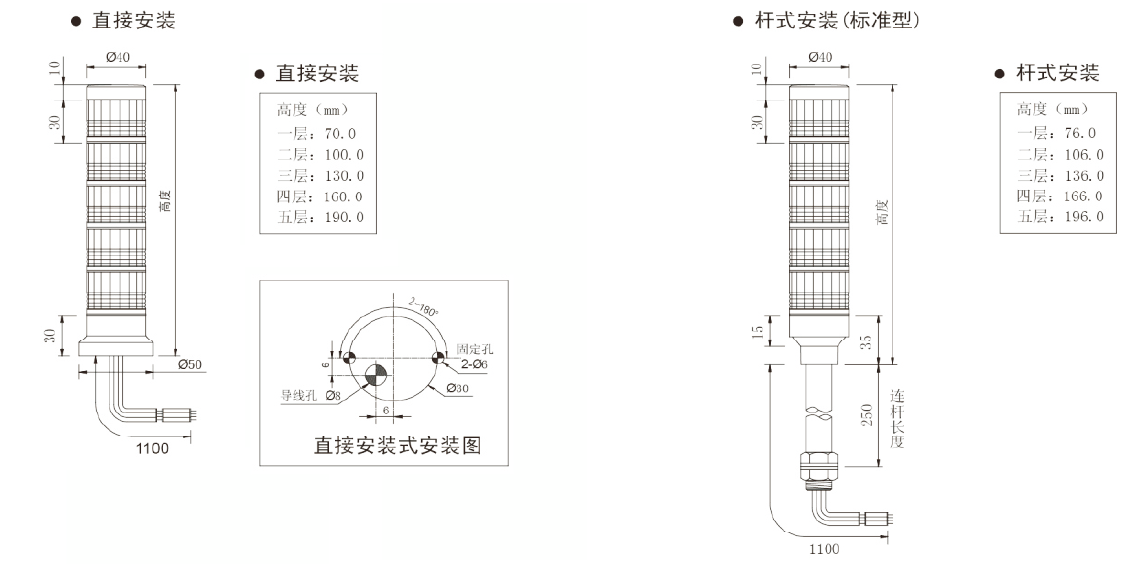 ● 直接安装
Ø40
10
30
高度
30
Ø50
1100
● 直接安装
高度（mm）
一层：70.0
二层：100.0
三层：130.0
四层：160.0
五层：190.0
2-180°
固定孔
2-Ø6
6
导线孔 Ø8
Ø30
6
直接安装式安装图
● 杆式安装(标准型)
Ø40
10
30
高度
15
35
250
连杆长度
1100
● 杆式安装
高度（mm）
一层：76.0
二层：106.0
三层：136.0
四层：166.0
五层：196.0